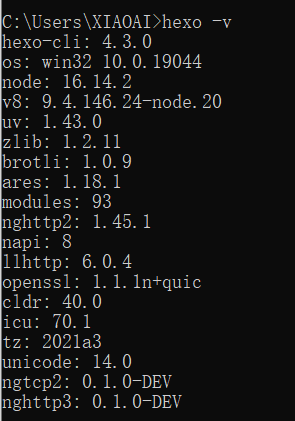 C:\Users\XIAOAI>hexo -v
hexo-cli: 4.3.0
os: win32 10.0.19044
node: 16.14.2
v8: 9.4.146.24-node.20
uv: 1.43.0
zlib: 1.2.11
brotli: 1.0.9
ares: 1.18.1
modules: 93
nghttp2: 1.45.1
napi: 8
llhttp: 6.0.4
openssl: 1.1.1n+quic
cldr: 40.0
icu: 70.1
tz: 2021a3
unicode: 14.0
ngtcp2: 0.1.0-DEV
nghttp3: 0.1.0-DEV